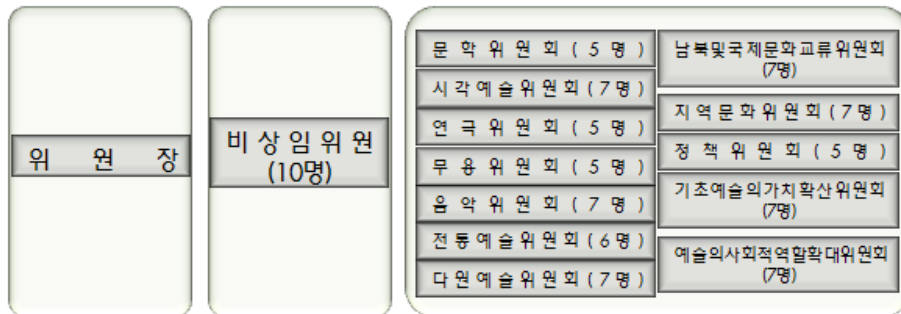 위 원 장
비상임위원
(10명)
문학위원회(5명)
시각예술위원회(7명)
연극위원회(5명)
무용위원회(5명)
음악위원회(7명)
전통예술위원회(6명)
다원예술위원회(7명)
남북및국제문화교류위원회
(7명)
지역문화위원회(7명)
정책위원회(5명)
기초예술의가치확산위원회
(7명)
예술의사회적역할확대위원회
(7명)